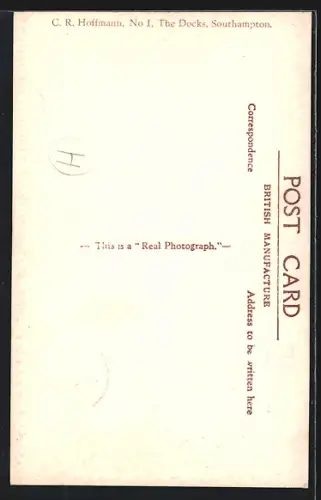 C. R. Hoffmann, No 1, The Docks, Southampton.
H
— This is a "Real Photograph." —
POST CARD
BRITISH MANUFACTURE
Correspondence
Address to be written here